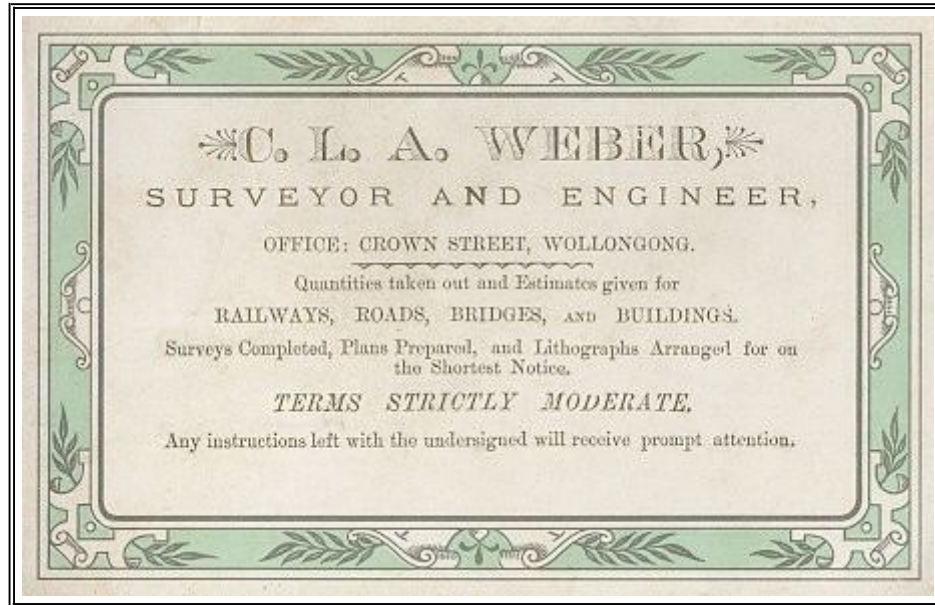 C. L. A. WEBER,
SURVEYOR AND ENGINEER,
OFFICE: CROWN STREET, WOLLONGONG.
Quantities taken out and Estimates given for
RAILWAYS, ROADS, BRIDGES, AND BUILDINGS.
Surveys Completed, Plans Prepared, and Lithographs Arranged for on
the Shortest Notice.
TERMS STRICTLY MODERATE.
Any instructions left with the undersigned will receive prompt attention.